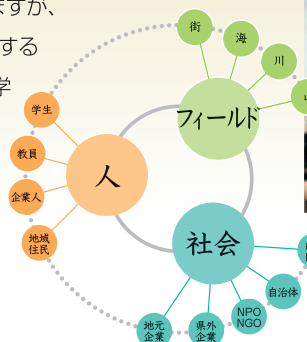 ますが、
する
学
街
海
川
フィールド
学生
教員
企業人
地域
住民
人
社会
自治体
NPO
NGO
県外
企業
地元
企業